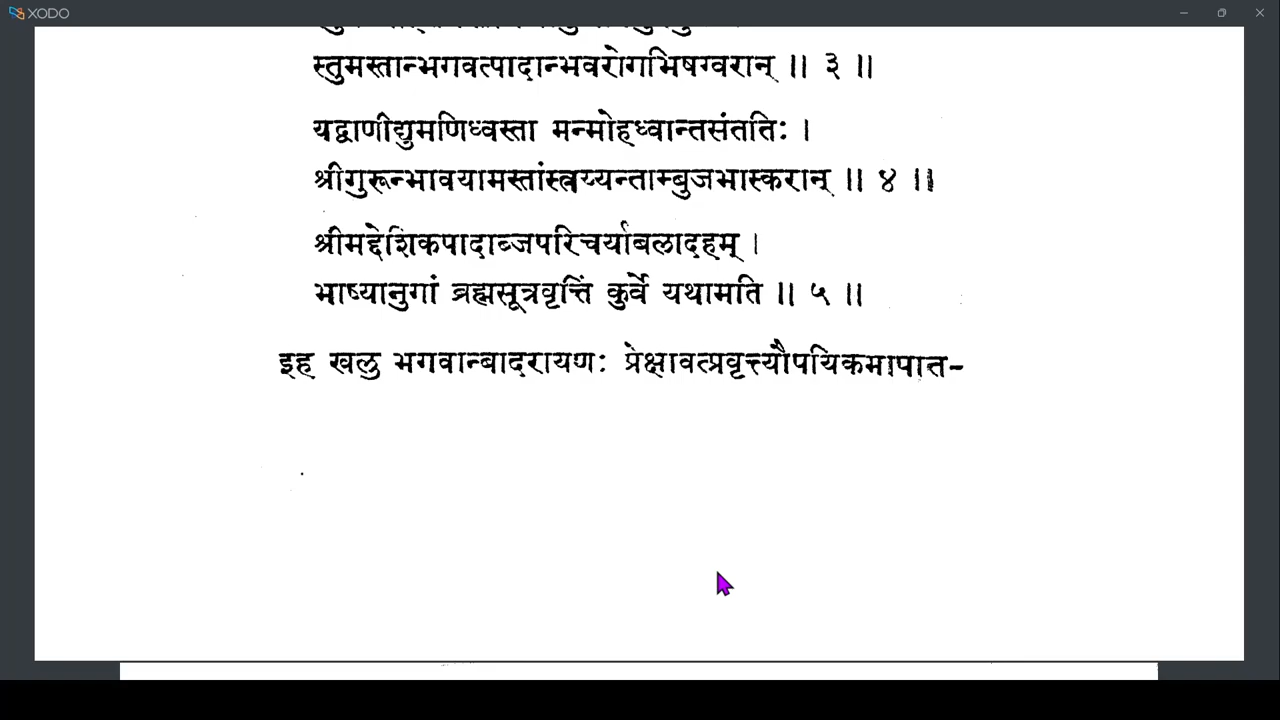 XODO
स्तुमस्तान्भगवत्पादान्भवरोगभिषग्वरान् ॥ ३ ॥
यद्वाणीद्युमणिध्वस्ता मन्मोहध्वान्तसंततिः ।
श्रीगुरून्भावयामस्तांस्त्रय्यन्ताम्बुजभास्करान् ॥ ४ ॥
श्रीमद्देशिकपादाब्जपरिचर्याबलादहम् ।
भाष्यानुगां ब्रह्मसूत्रवृत्तिं कुर्वे यथामति ॥ ५ ॥
इह खलु भगवान्बादरायणः प्रेक्षावत्प्रवृत्त्यौपयिकमापात-